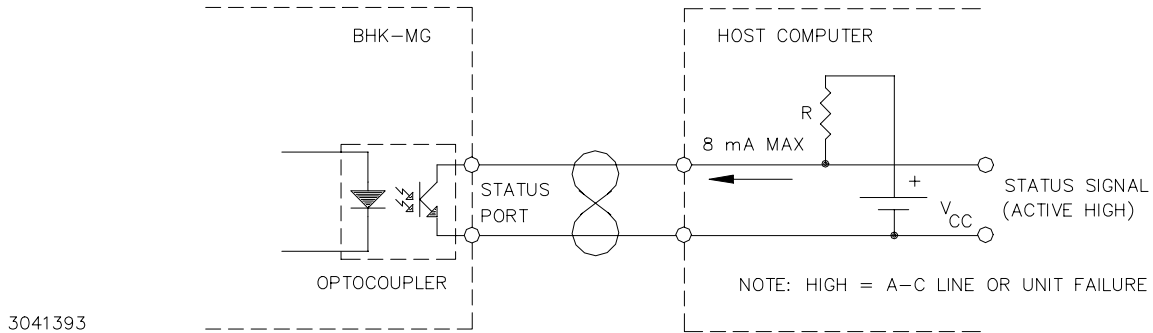 BHK-MG
HOST COMPUTER
R
8 mA MAX
STATUS
PORT
+
V
CC
STATUS SIGNAL
(ACTIVE HIGH)
OPTOCOUPLER
NOTE: HIGH = A-C LINE OR UNIT FAILURE
3041393